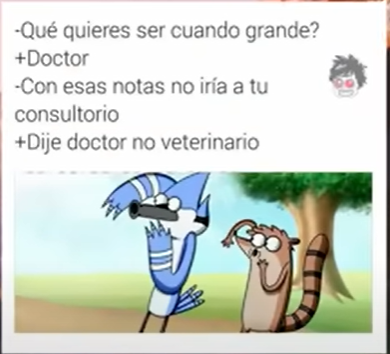 -Qué quieres ser cuando grande?
+Doctor
-Con esas notas no iría a tu
consultorio
+Dije doctor no veterinario